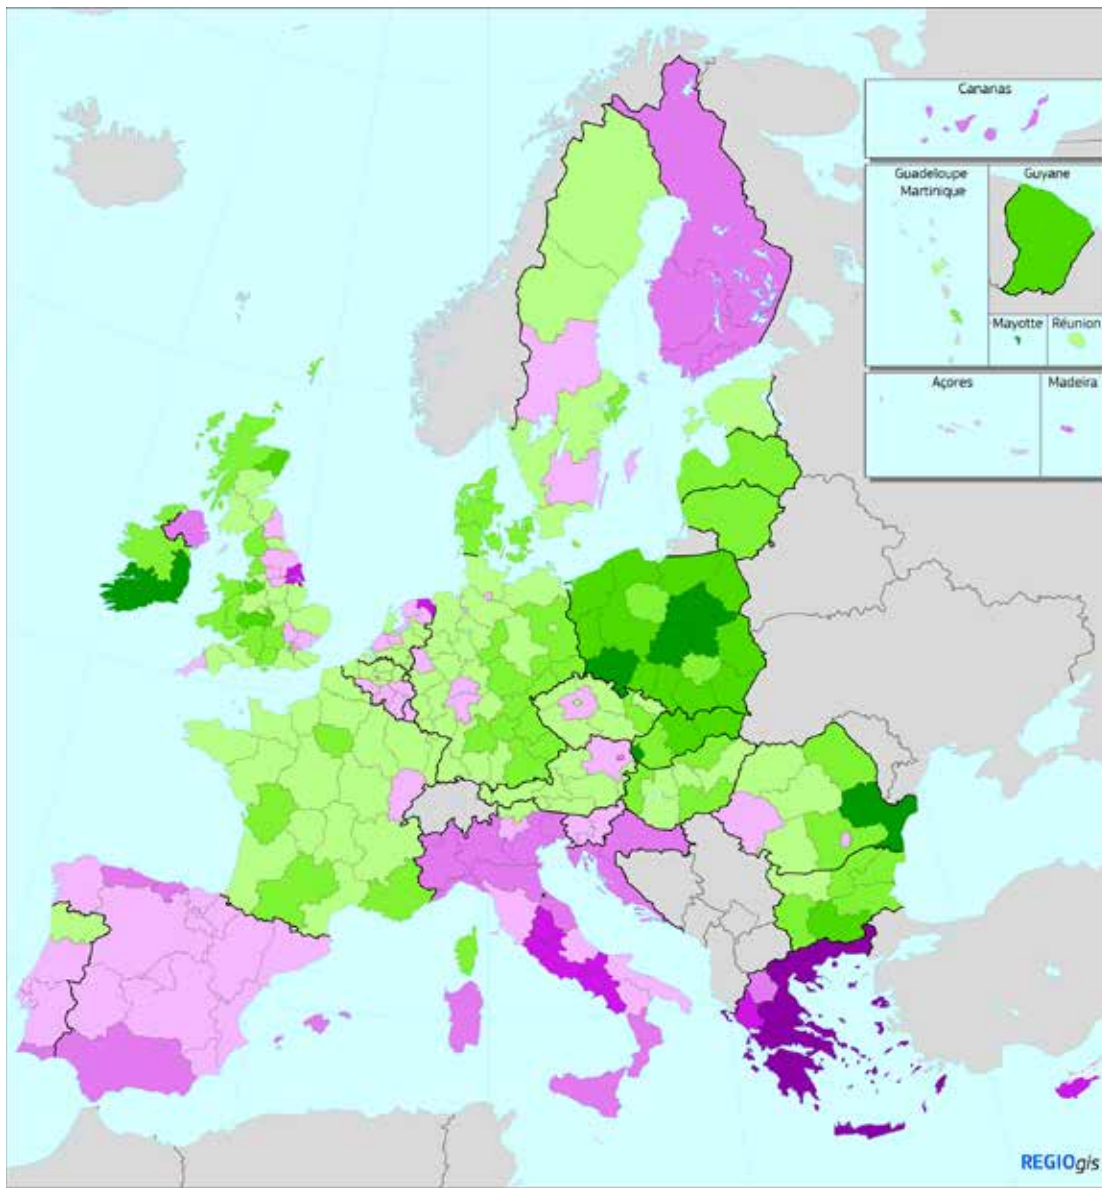 Canarias
Guadeloupe
Martinique
Guyane
Mayotte
Réunion
Açores
Madeira
REGIOgis